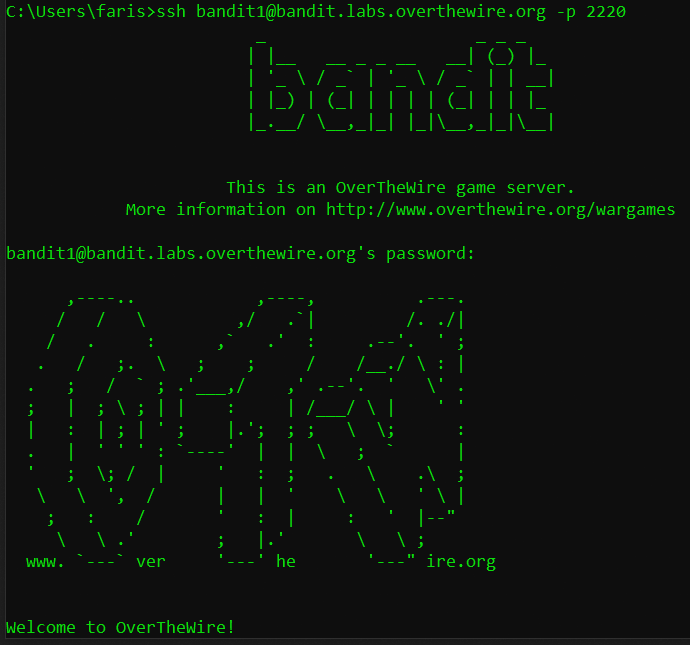 C:\Users\faris>ssh bandit1@bandit.labs.overthewire.org -p 2220
bandit
This is an OverTheWire game server.
More information on http://www.overthewire.org/wargames
bandit1@bandit.labs.overthewire.org's password:
www. ver he ire.org
Welcome to OverTheWire!